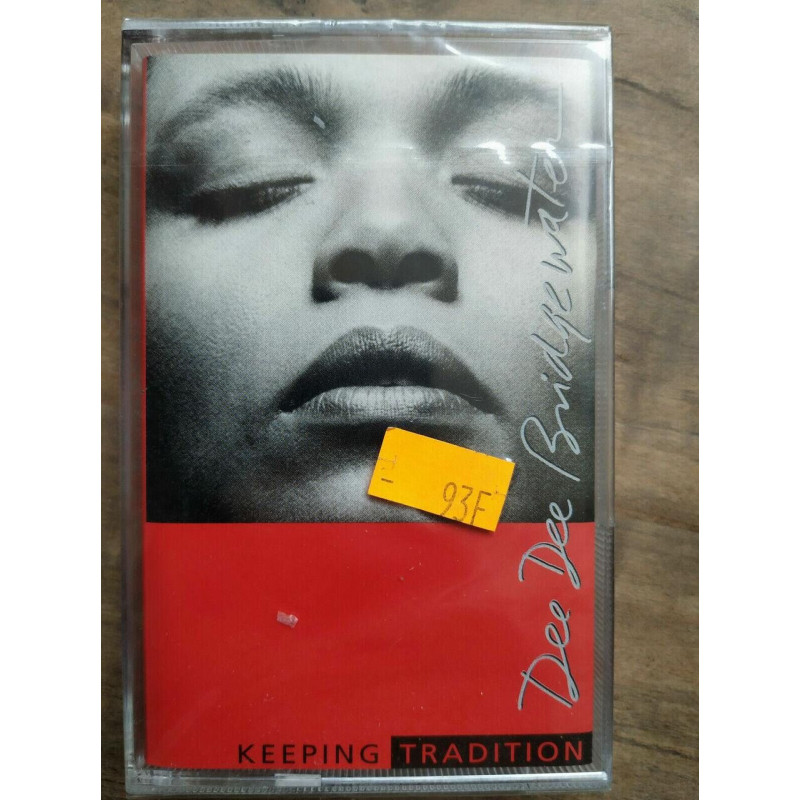 Dee Dee Bridgewater
93F
KEEPING TRADITION